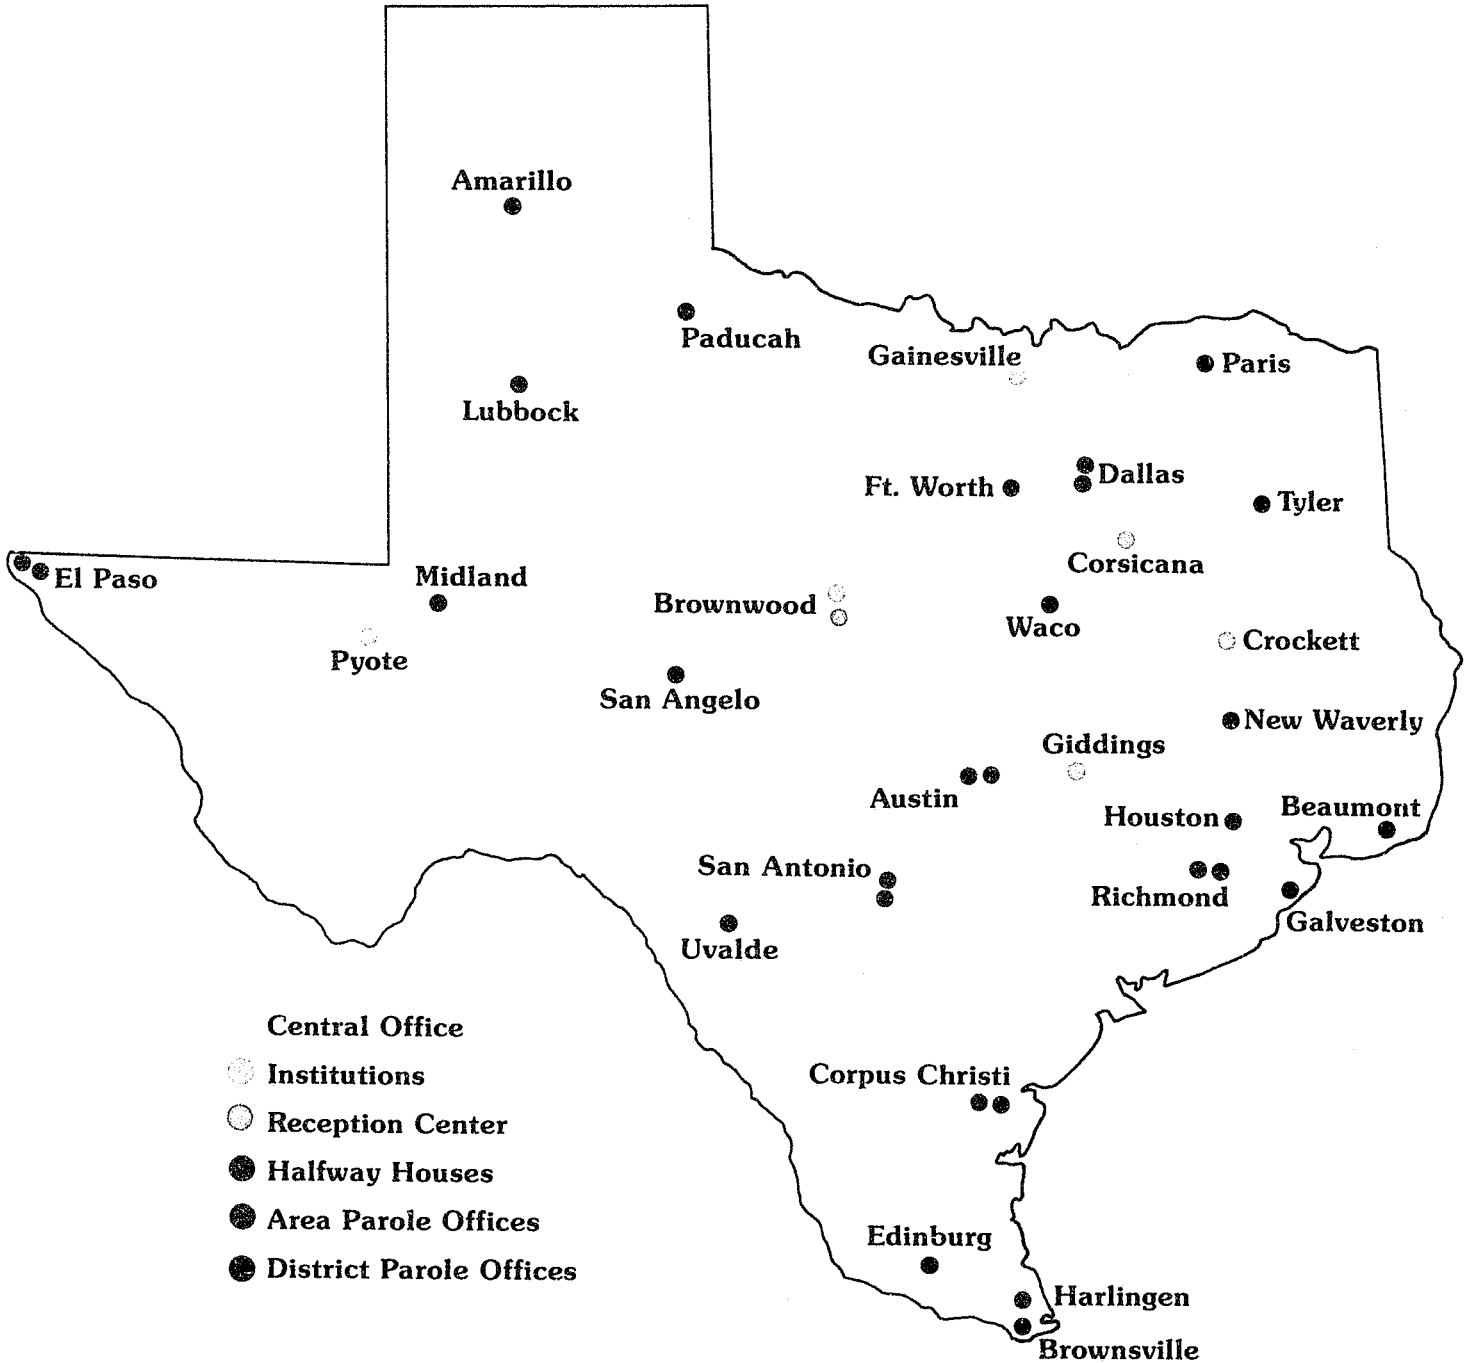 Amarillo
Paducah
Gainesville
Paris
Lubbock
Ft. Worth
Dallas
Tyler
Corsicana
El Paso
Midland
Brownwood
Waco
Crockett
Pyote
San Angelo
New Waverly
Giddings
Austin
Houston
Beaumont
San Antonio
Richmond
Galveston
Uvalde
Central Office
Institutions
Reception Center
Halfway Houses
Area Parole Offices
District Parole Offices
Corpus Christi
Edinburg
Harlingen
Brownsville